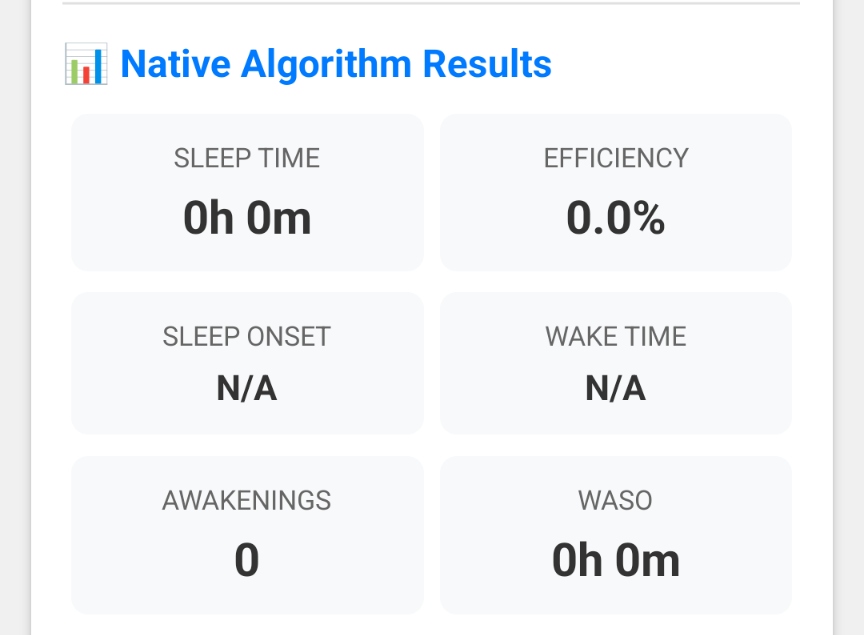 Native Algorithm Results
SLEEP TIME
0h 0m
EFFICIENCY
0.0%
SLEEP ONSET
N/A
WAKE TIME
N/A
AWAKENINGS
0
WASO
0h 0m